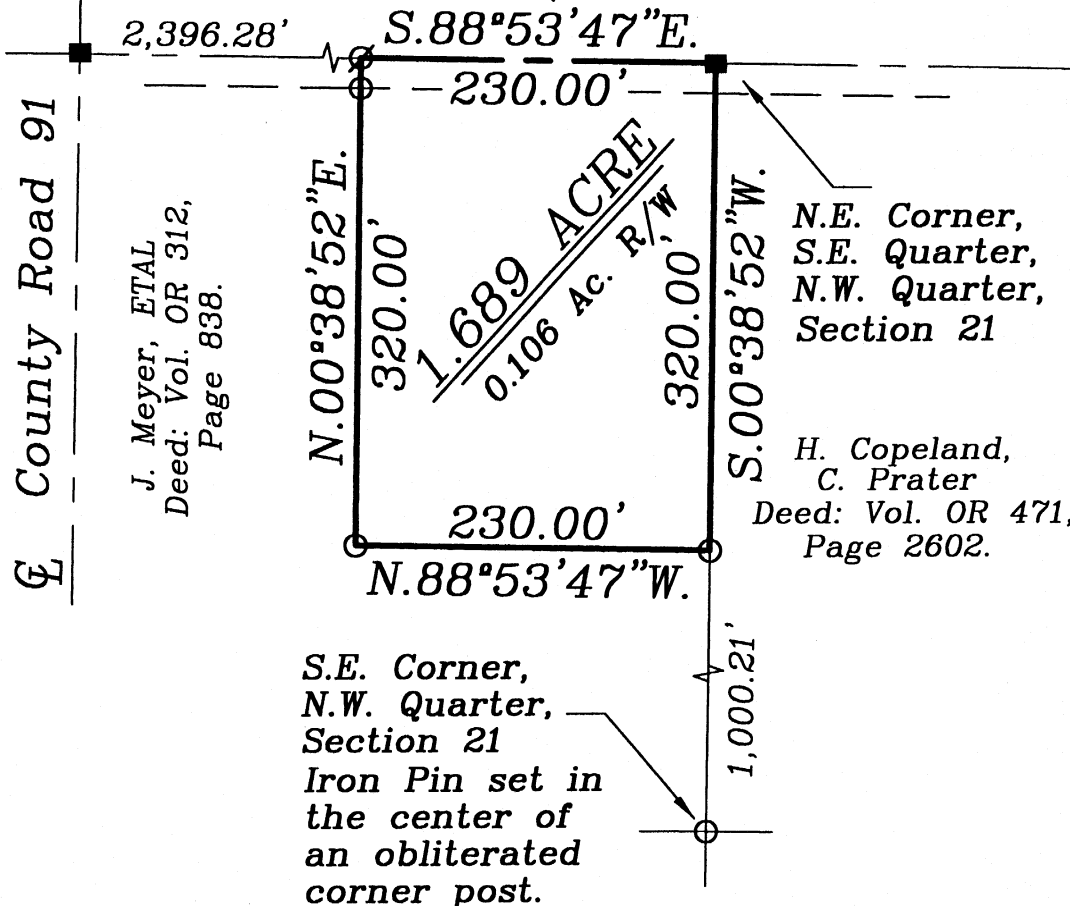 2,396.28'
S.88°53'47"E.
230.00'
℄ County Road 91
J. Meyer, ETAL
Deed: Vol. OR 312,
Page 838.
N.00°38'52"E.
320.00'
1.689 ACRE
0.106 Ac. R/W
320.00'
S.00°38'52"W.
N.E. Corner,
S.E. Quarter,
N.W. Quarter,
Section 21
H. Copeland,
C. Prater
Deed: Vol. OR 471,
Page 2602.
230.00'
N.88°53'47"W.
S.E. Corner,
N.W. Quarter,
Section 21
Iron Pin set in
the center of
an obliterated
corner post.
1,000.21'